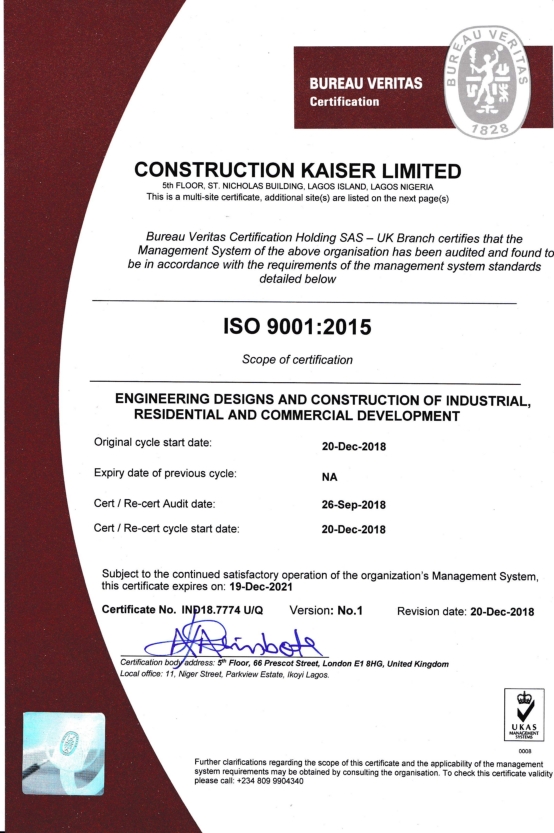 BUREAU VERITAS
Certification
BUREAU VERITAS
1828
CONSTRUCTION KAISER LIMITED
5th FLOOR, ST. NICHOLAS BUILDING, LAGOS ISLAND, LAGOS NIGERIA
This is a multi-site certificate, additional site(s) are listed on the next page(s)
Bureau Veritas Certification Holding SAS – UK Branch certifies that the
Management System of the above organisation has been audited and found to
be in accordance with the requirements of the management system standards
detailed below
ISO 9001:2015
Scope of certification
ENGINEERING DESIGNS AND CONSTRUCTION OF INDUSTRIAL,
RESIDENTIAL AND COMMERCIAL DEVELOPMENT
Original cycle start date: 20-Dec-2018
Expiry date of previous cycle: NA
Cert / Re-cert Audit date: 26-Sep-2018
Cert / Re-cert cycle start date: 20-Dec-2018
Subject to the continued satisfactory operation of the organization's Management System,
this certificate expires on: 19-Dec-2021
Certificate No. IND18.7774 U/Q Version: No.1 Revision date: 20-Dec-2018
Certification body address: 5th Floor, 66 Prescot Street, London E1 8HG, United Kingdom
Local office: 11, Niger Street, Parkview Estate, Ikoyi Lagos.
UKAS
MANAGEMENT
SYSTEMS
0008
Further clarifications regarding the scope of this certificate and the applicability of the management
system requirements may be obtained by consulting the organisation. To check this certificate validity
please call: +234 809 9904340